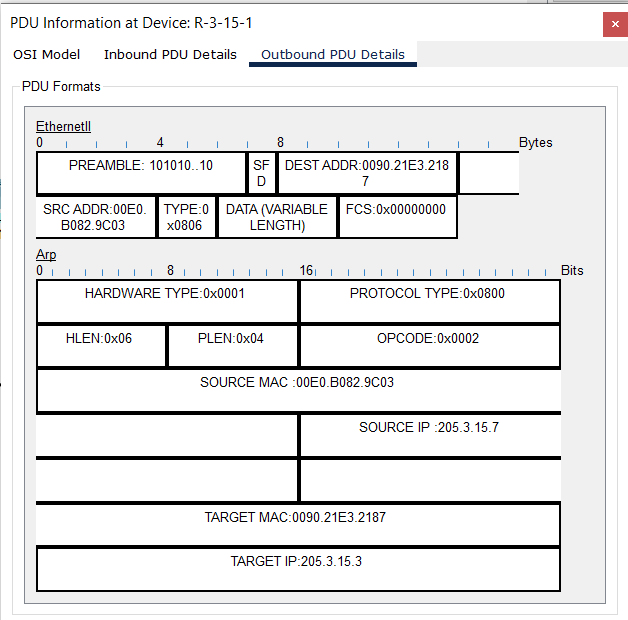 PDU Information at Device: R-3-15-1
×
OSI Model Inbound PDU Details Outbound PDU Details
PDU Formats
EthernetII
0 4 8 Bytes
PREAMBLE: 101010..10
SF
D
DEST ADDR:0090.21E3.218
7
SRC ADDR:00E0.
B082.9C03
TYPE:0
x0806
DATA (VARIABLE
LENGTH)
FCS:0x00000000
Arp
0 8 16 Bits
HARDWARE TYPE:0x0001 PROTOCOL TYPE:0x0800
HLEN:0x06 PLEN:0x04 OPCODE:0x0002
SOURCE MAC :00E0.B082.9C03
SOURCE IP :205.3.15.7
TARGET MAC:0090.21E3.2187
TARGET IP:205.3.15.3